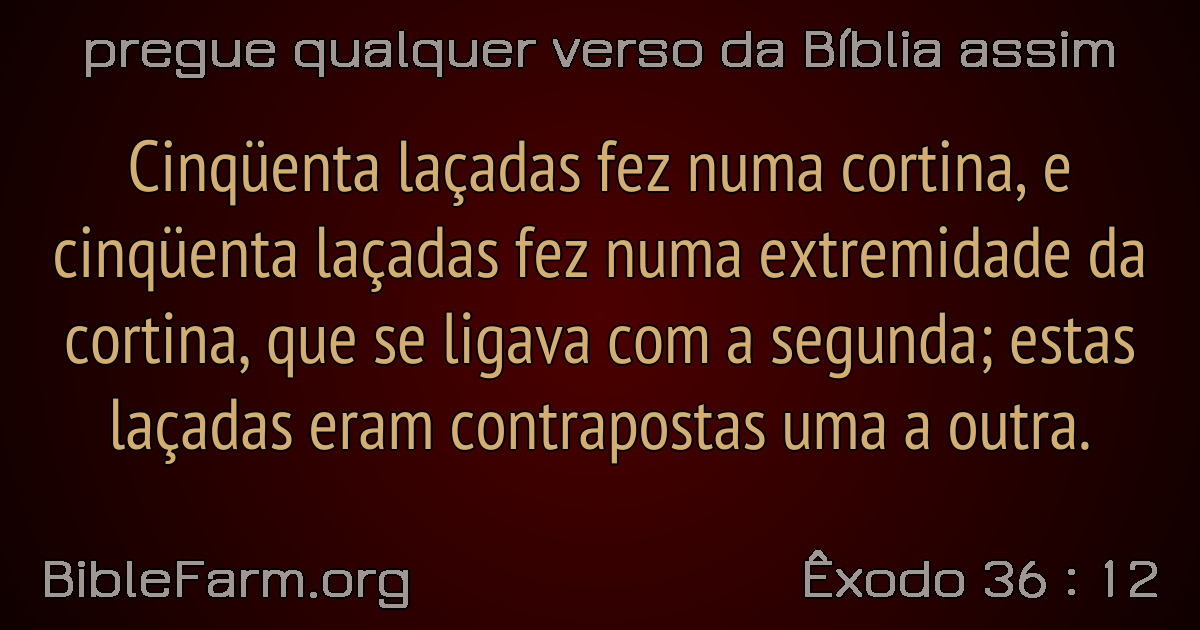 pregue qualquer verso da Bíblia assim
Cinqüenta laçadas fez numa cortina, e
cinqüenta laçadas fez numa extremidade da
cortina, que se ligava com a segunda; estas
laçadas eram contrapostas uma a outra.
BibleFarm.org
Êxodo 36 : 12